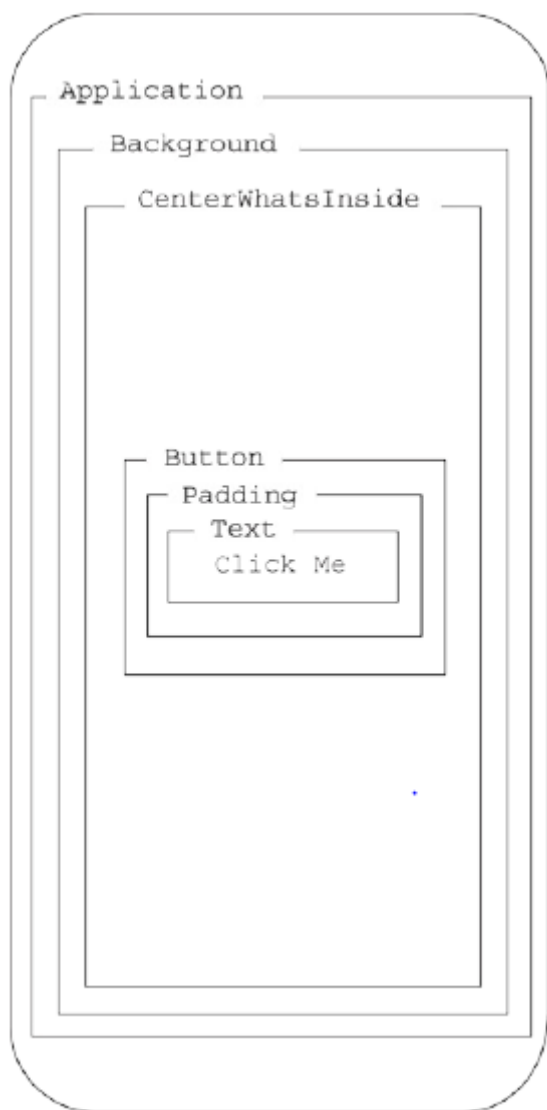 Application
Background
CenterWhatsInside
Button
Padding
Text
Click Me